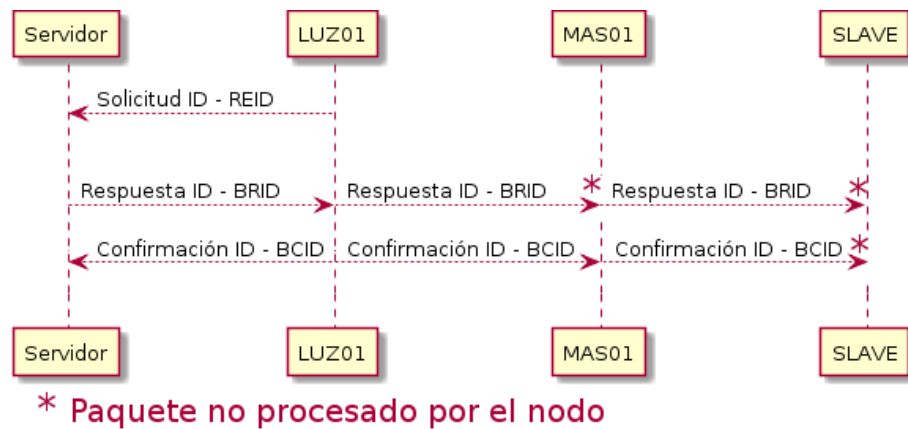 Servidor LUZ01 MAS01 SLAVE
Solicitud ID - REID
Respuesta ID - BRID Respuesta ID - BRID * Respuesta ID - BRID *
Confirmación ID - BCID Confirmación ID - BCID Confirmación ID - BCID *
Servidor LUZ01 MAS01 SLAVE
* Paquete no procesado por el nodo